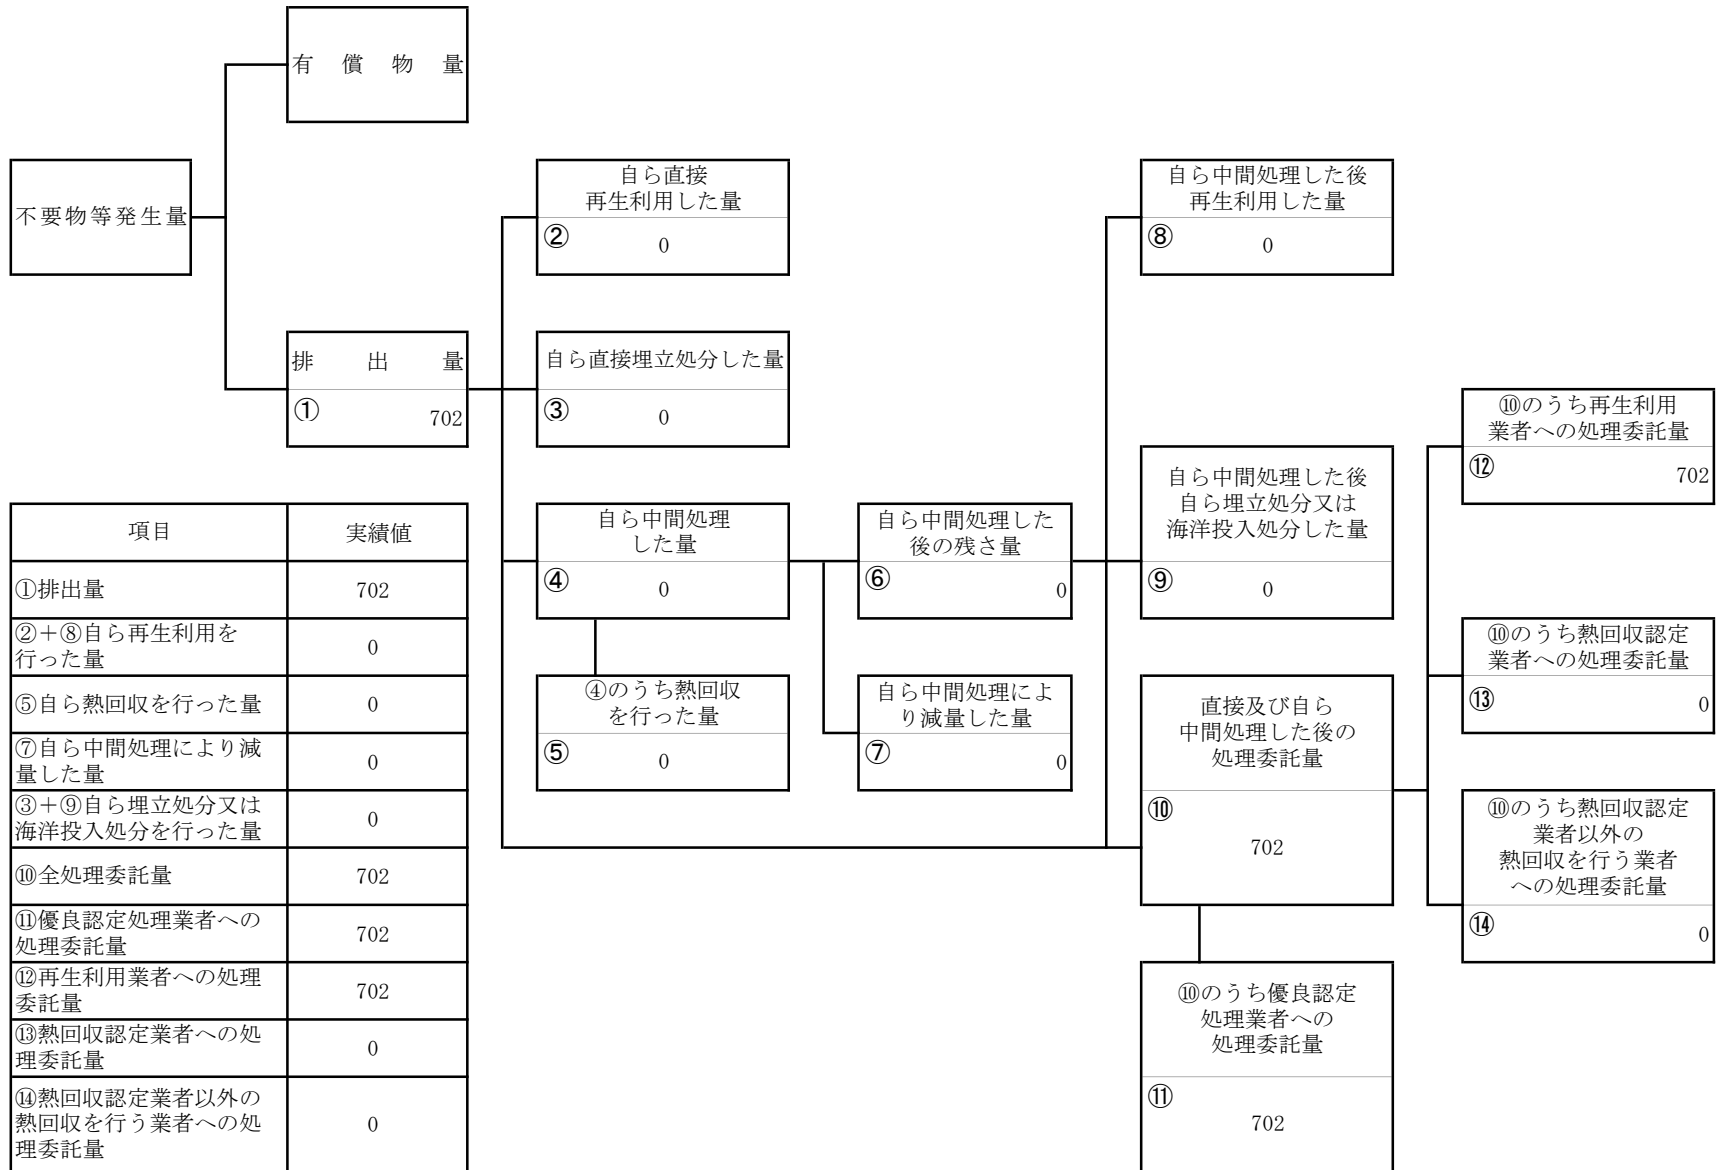 有償物量
不要物等発生量
排出量
①
702
自ら直接
再生利用した量
②
0
自ら直接埋立処分した量
③
0
自ら中間処理
した量
④
0
④のうち熱回収
を行った量
⑤
0
自ら中間処理した
後の残さ量
⑥
0
自ら中間処理によ
り減量した量
⑦
0
自ら中間処理した後
再生利用した量
⑧
0
自ら中間処理した後
自ら埋立処分又は
海洋投入処分した量
⑨
0
直接及び自ら
中間処理した後の
処理委託量
⑩
702
⑩のうち優良認定
処理業者への
処理委託量
⑪
702
⑩のうち再生利用
業者への処理委託量
⑫
702
⑩のうち熱回収認定
業者への処理委託量
⑬
0
⑩のうち熱回収認定
業者以外の
熱回収を行う業者
への処理委託量
⑭
0
項目 実績値
①排出量 702
②+⑧自ら再生利用を
行った量 0
⑤自ら熱回収を行った量 0
⑦自ら中間処理により減
量した量 0
③+⑨自ら埋立処分又は
海洋投入処分を行った量 0
⑩全処理委託量 702
⑪優良認定処理業者への
処理委託量 702
⑫再生利用業者への処理
委託量 702
⑬熱回収認定業者への処
理委託量 0
⑭熱回収認定業者以外の
熱回収を行う業者への処
理委託量 0